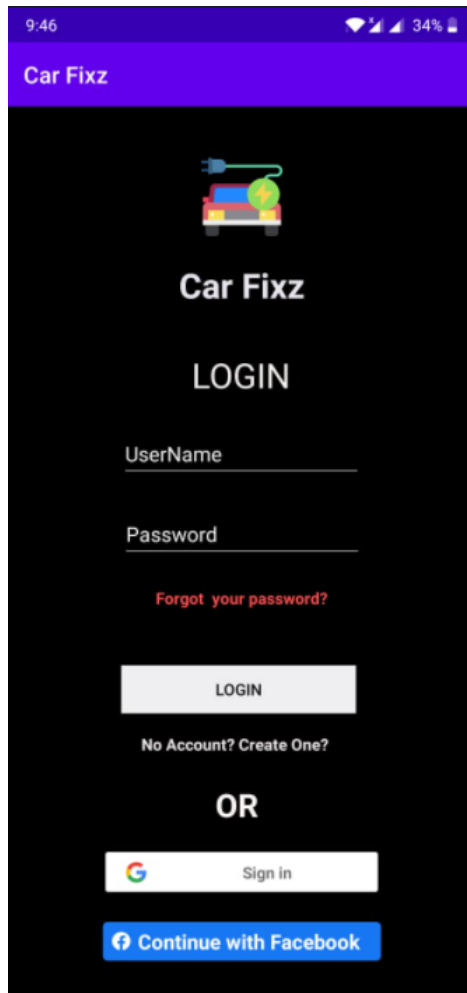 9:46 34%
Car Fixz
Car Fixz
LOGIN
UserName
Password
Forgot your password?
LOGIN
No Account? Create One?
OR
Sign in
Continue with Facebook